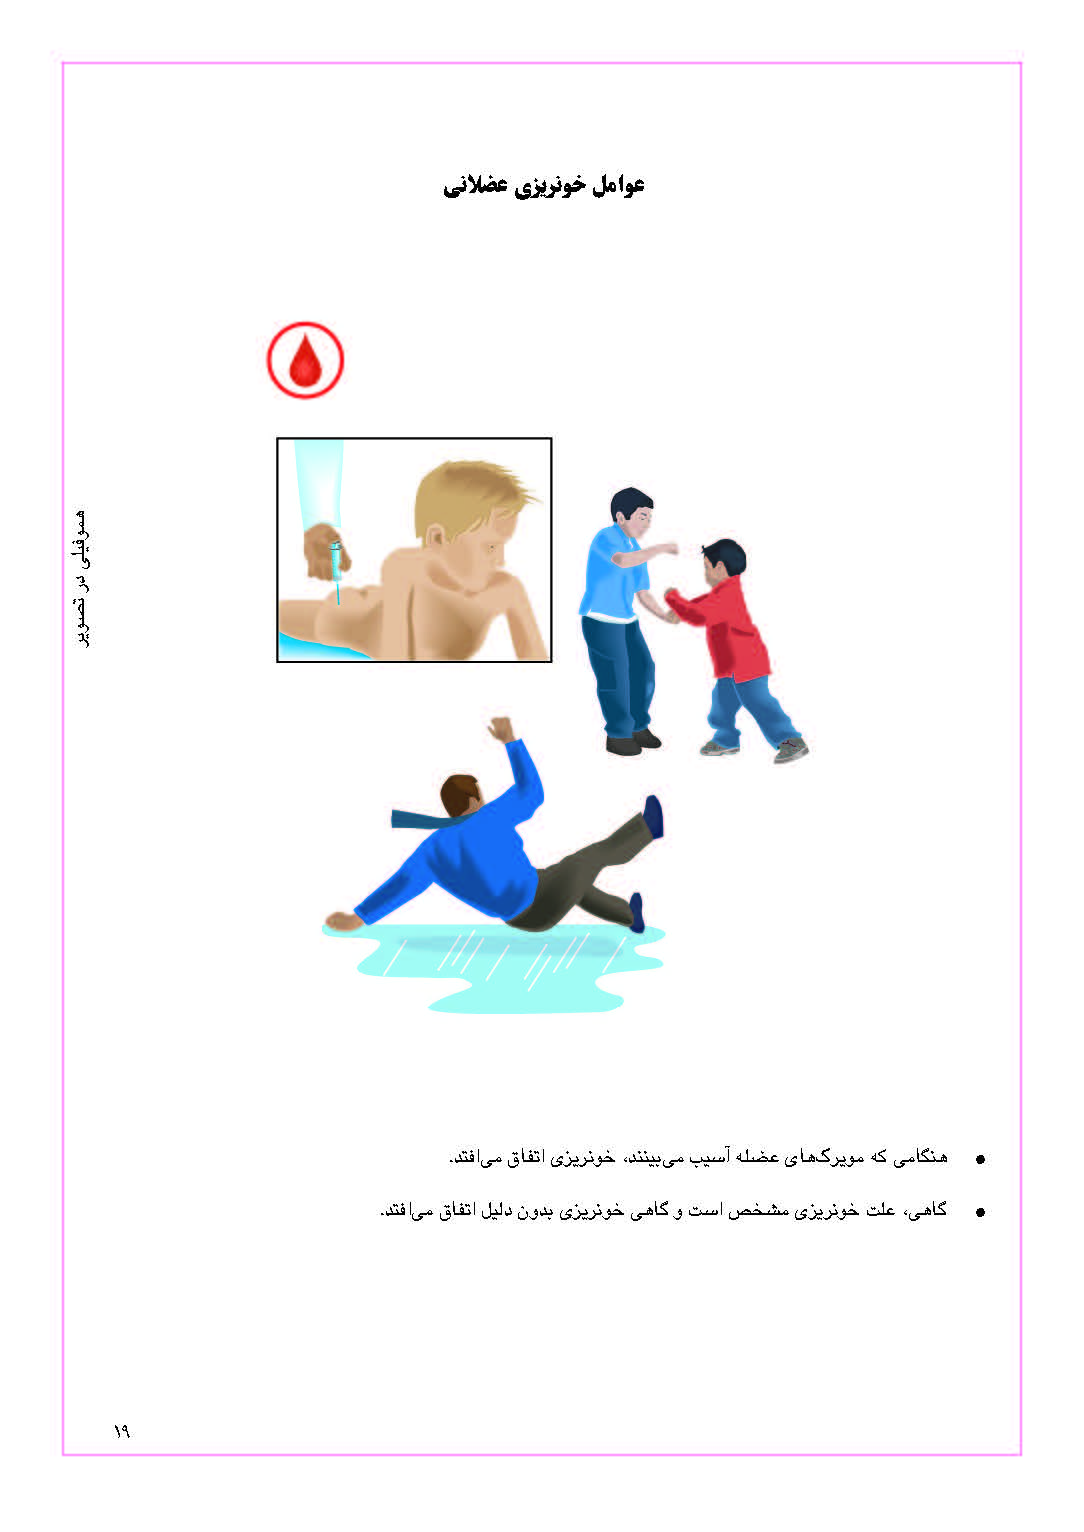 عوامل خونریزی عضلانی
هموفیلی در تصویر
● هنگامی که مویرگ‌های عضله آسیب می‌بینند، خونریزی اتفاق می‌افتد.
● گاهی، علت خونریزی مشخص است و گاهی خونریزی بدون دلیل اتفاق می‌افتد.
۱۹